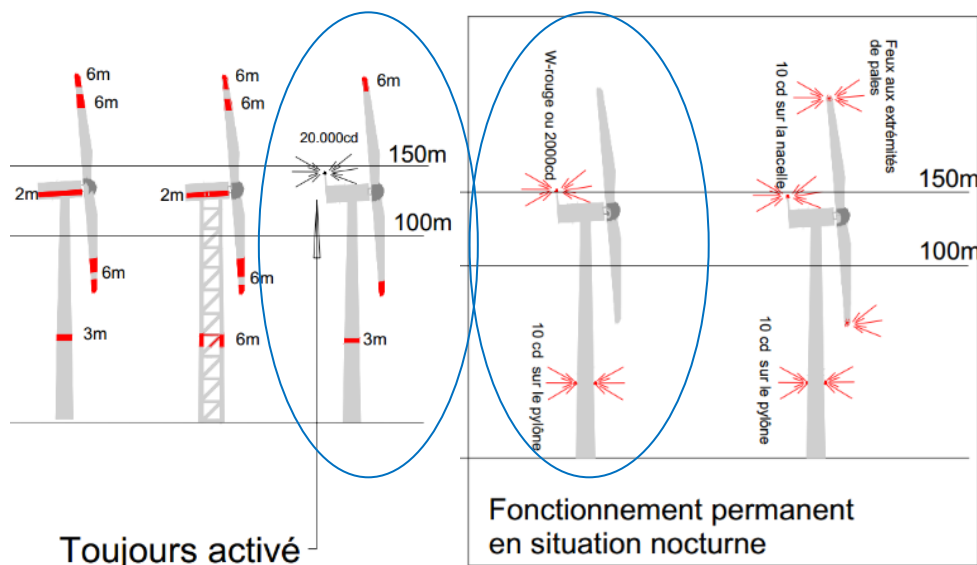 6m
6m
2m
6m
3m
6m
6m
2m
6m
6m
20.000cd
6m
150m
100m
3m
Toujours activé
W-rouge ou 2000cd
10 cd sur le pylône
10 cd sur la nacelle
Feux aux extrémités
de pales
150m
100m
10 cd sur le pylône
Fonctionnement permanent
en situation nocturne